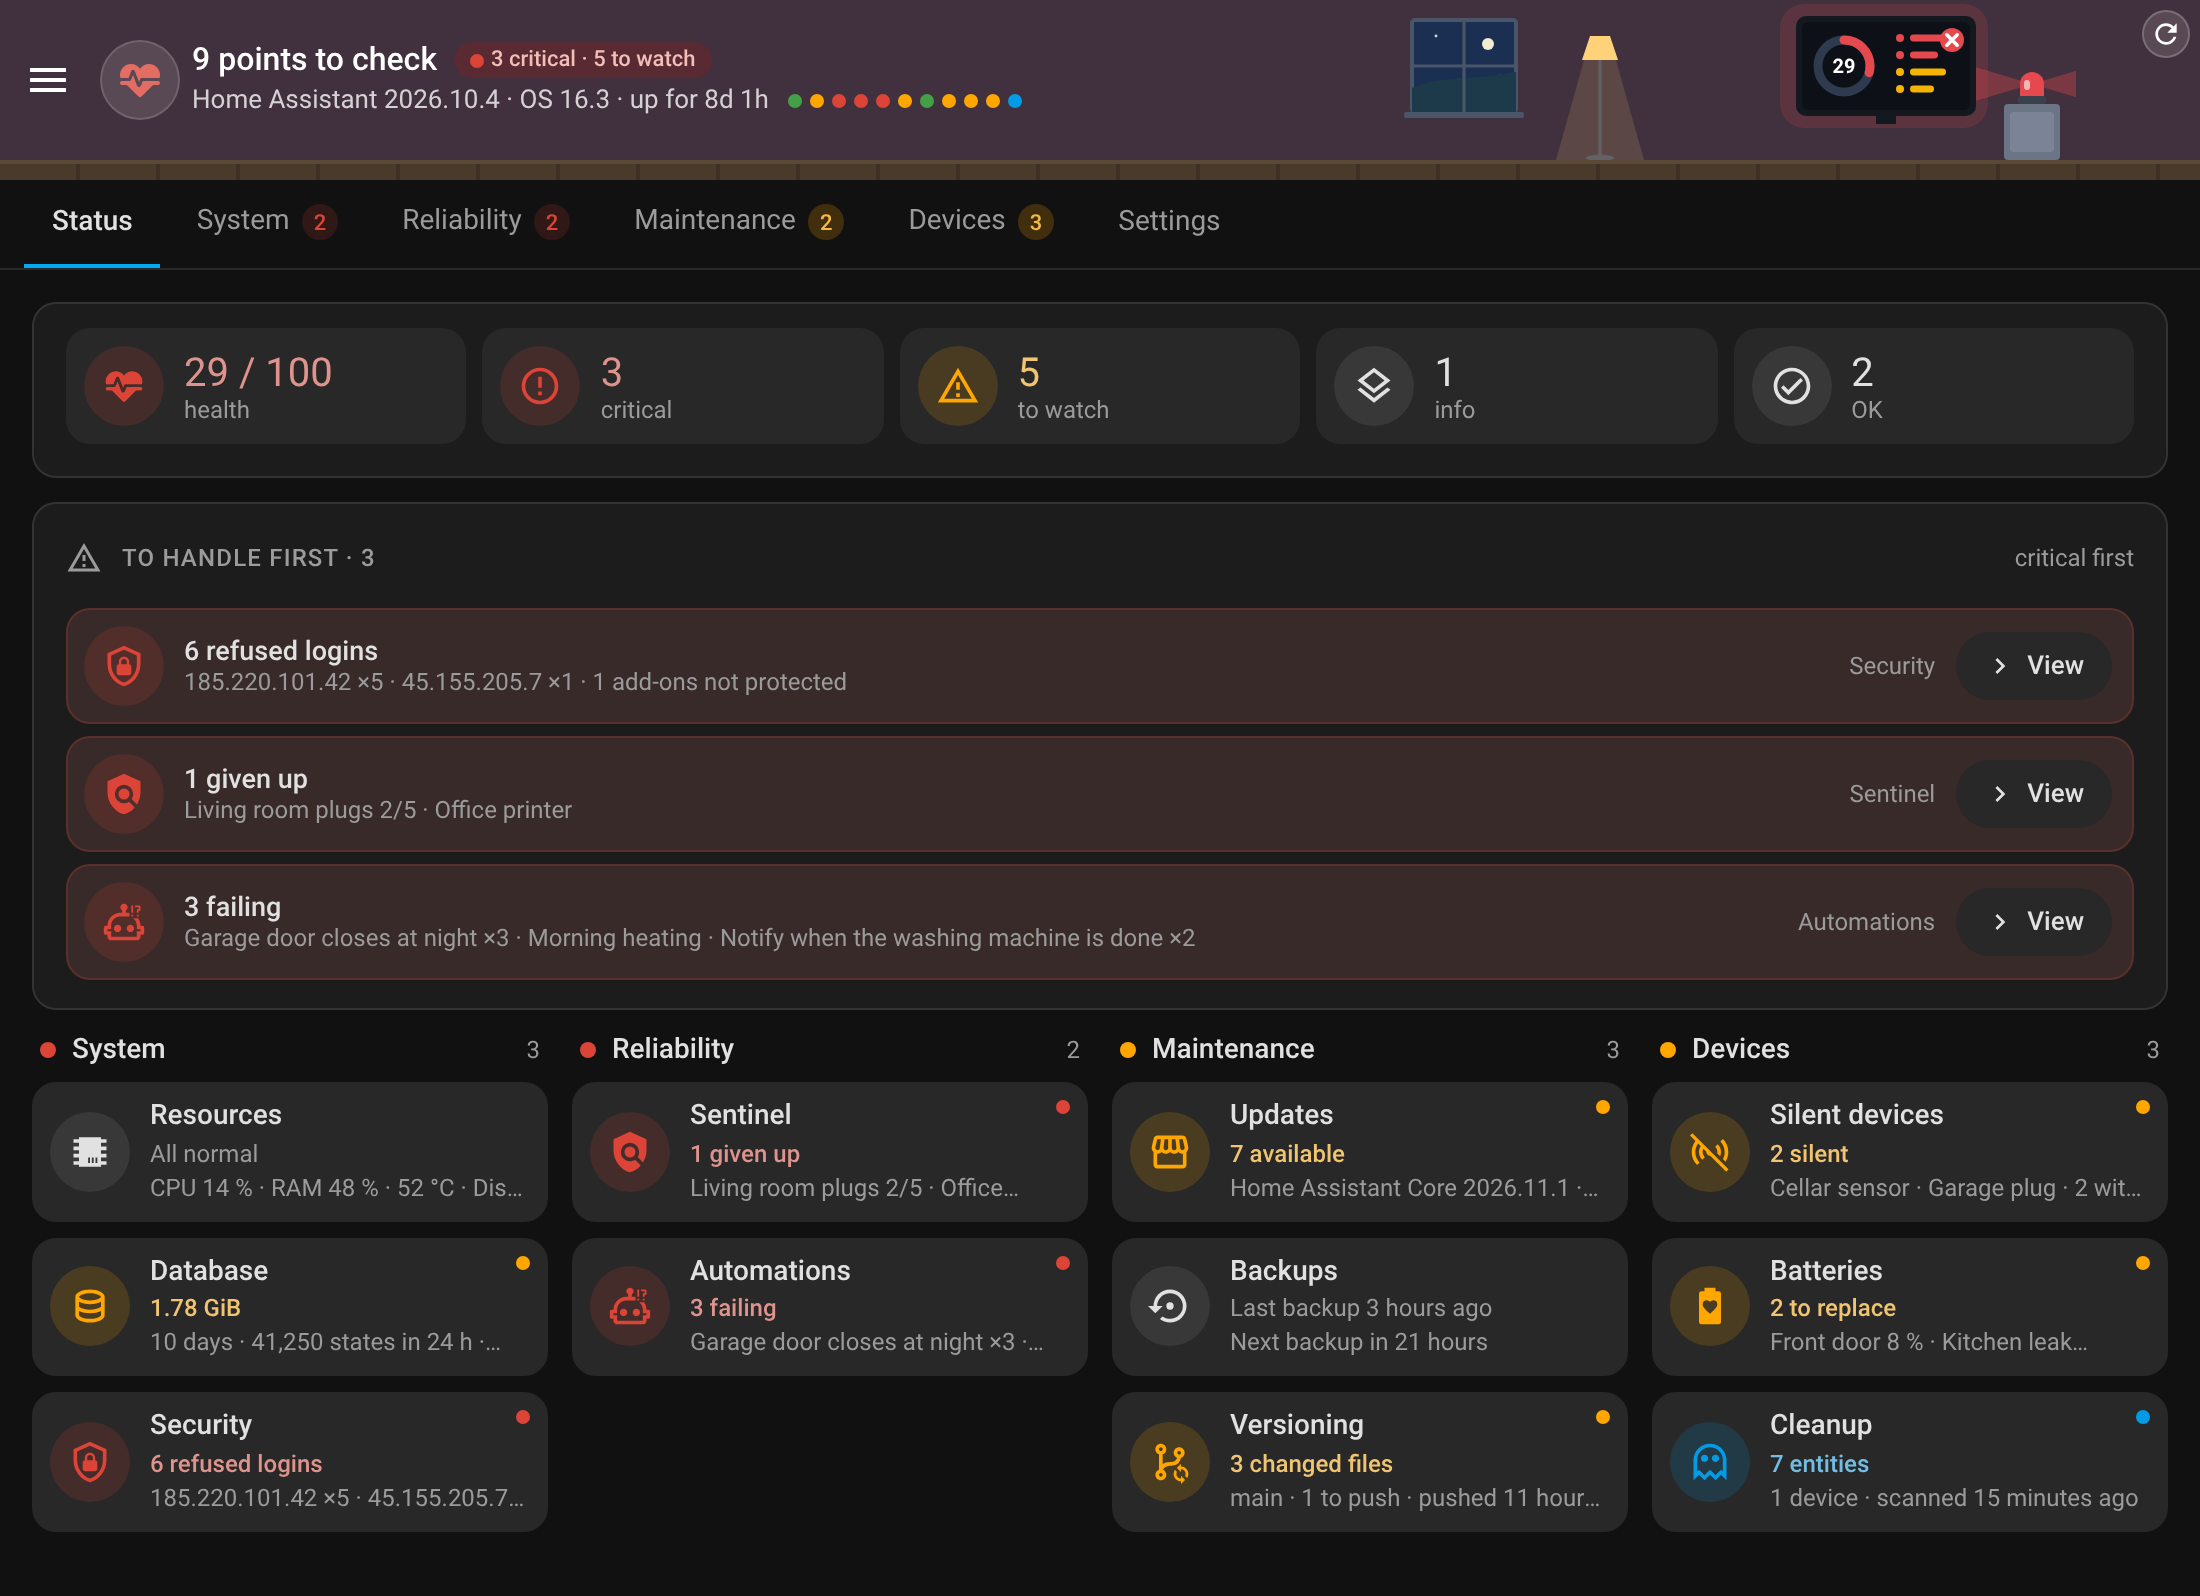 9 points to check
3 critical · 5 to watch
Home Assistant 2026.10.4 · OS 16.3 · up for 8d 1h
29
Status
System 2
Reliability 2
Maintenance 2
Devices 3
Settings
29 / 100
health
3
critical
5
to watch
1
info
2
OK
TO HANDLE FIRST · 3
critical first
6 refused logins
185.220.101.42 ×5 · 45.155.205.7 ×1 · 1 add-ons not protected
Security
View
1 given up
Living room plugs 2/5 · Office printer
Sentinel
View
3 failing
Garage door closes at night ×3 · Morning heating · Notify when the washing machine is done ×2
Automations
View
System 3
Resources
All normal
CPU 14 % · RAM 48 % · 52 °C · Dis...
Database
1.78 GiB
10 days · 41,250 states in 24 h ·...
Security
6 refused logins
185.220.101.42 ×5 · 45.155.205.7...
Reliability 2
Sentinel
1 given up
Living room plugs 2/5 · Office...
Automations
3 failing
Garage door closes at night ×3 ·...
Maintenance 3
Updates
7 available
Home Assistant Core 2026.11.1 ·...
Backups
Last backup 3 hours ago
Next backup in 21 hours
Versioning
3 changed files
main · 1 to push · pushed 11 hour...
Devices 3
Silent devices
2 silent
Cellar sensor · Garage plug · 2 wit...
Batteries
2 to replace
Front door 8 % · Kitchen leak...
Cleanup
7 entities
1 device · scanned 15 minutes ago